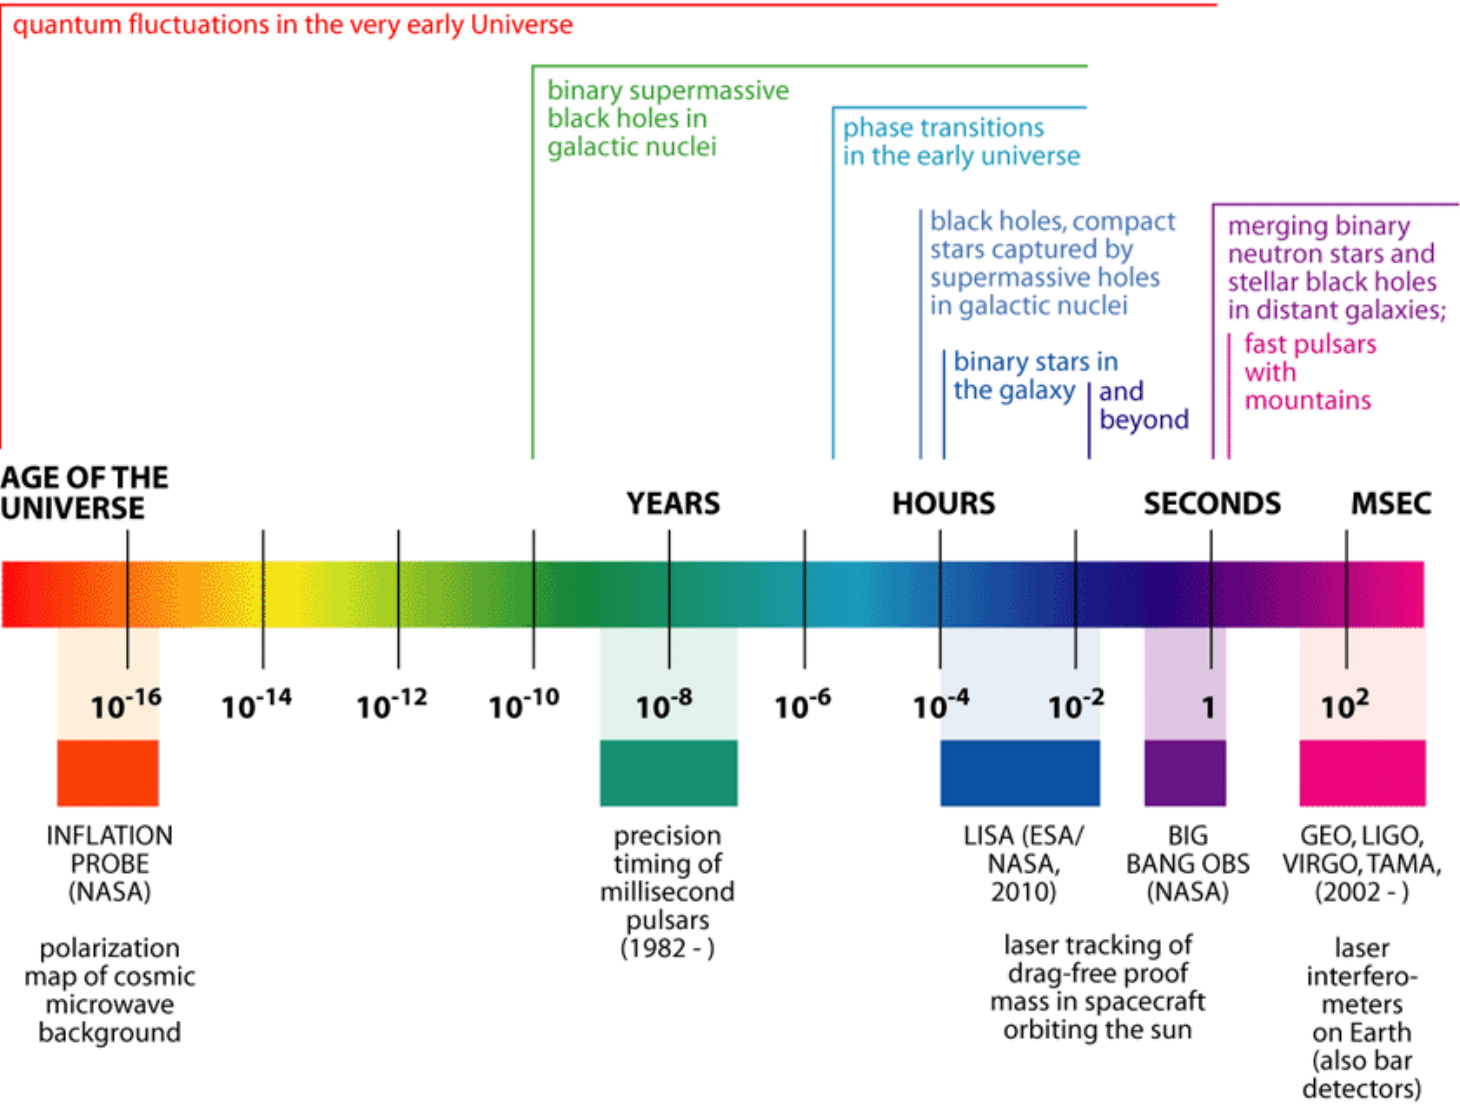 quantum fluctuations in the very early Universe
binary supermassive
black holes in
galactic nuclei
phase transitions
in the early universe
black holes, compact
stars captured by
supermassive holes
in galactic nuclei
merging binary
neutron stars and
stellar black holes
in distant galaxies;
fast pulsars
with
mountains
binary stars in
the galaxy
and
beyond
AGE OF THE
UNIVERSE
YEARS
HOURS
SECONDS
MSEC
10⁻¹⁶
10⁻¹⁴
10⁻¹²
10⁻¹⁰
10⁻⁸
10⁻⁶
10⁻⁴
10⁻²
1
10²
INFLATION
PROBE
(NASA)
polarization
map of cosmic
microwave
background
precision
timing of
millisecond
pulsars
(1982 - )
LISA (ESA/
NASA,
2010)
BIG
BANG OBS
(NASA)
laser tracking of
drag-free proof
mass in spacecraft
orbiting the sun
GEO, LIGO,
VIRGO, TAMA,
(2002 - )
laser
interfero-
meters
on Earth
(also bar
detectors)